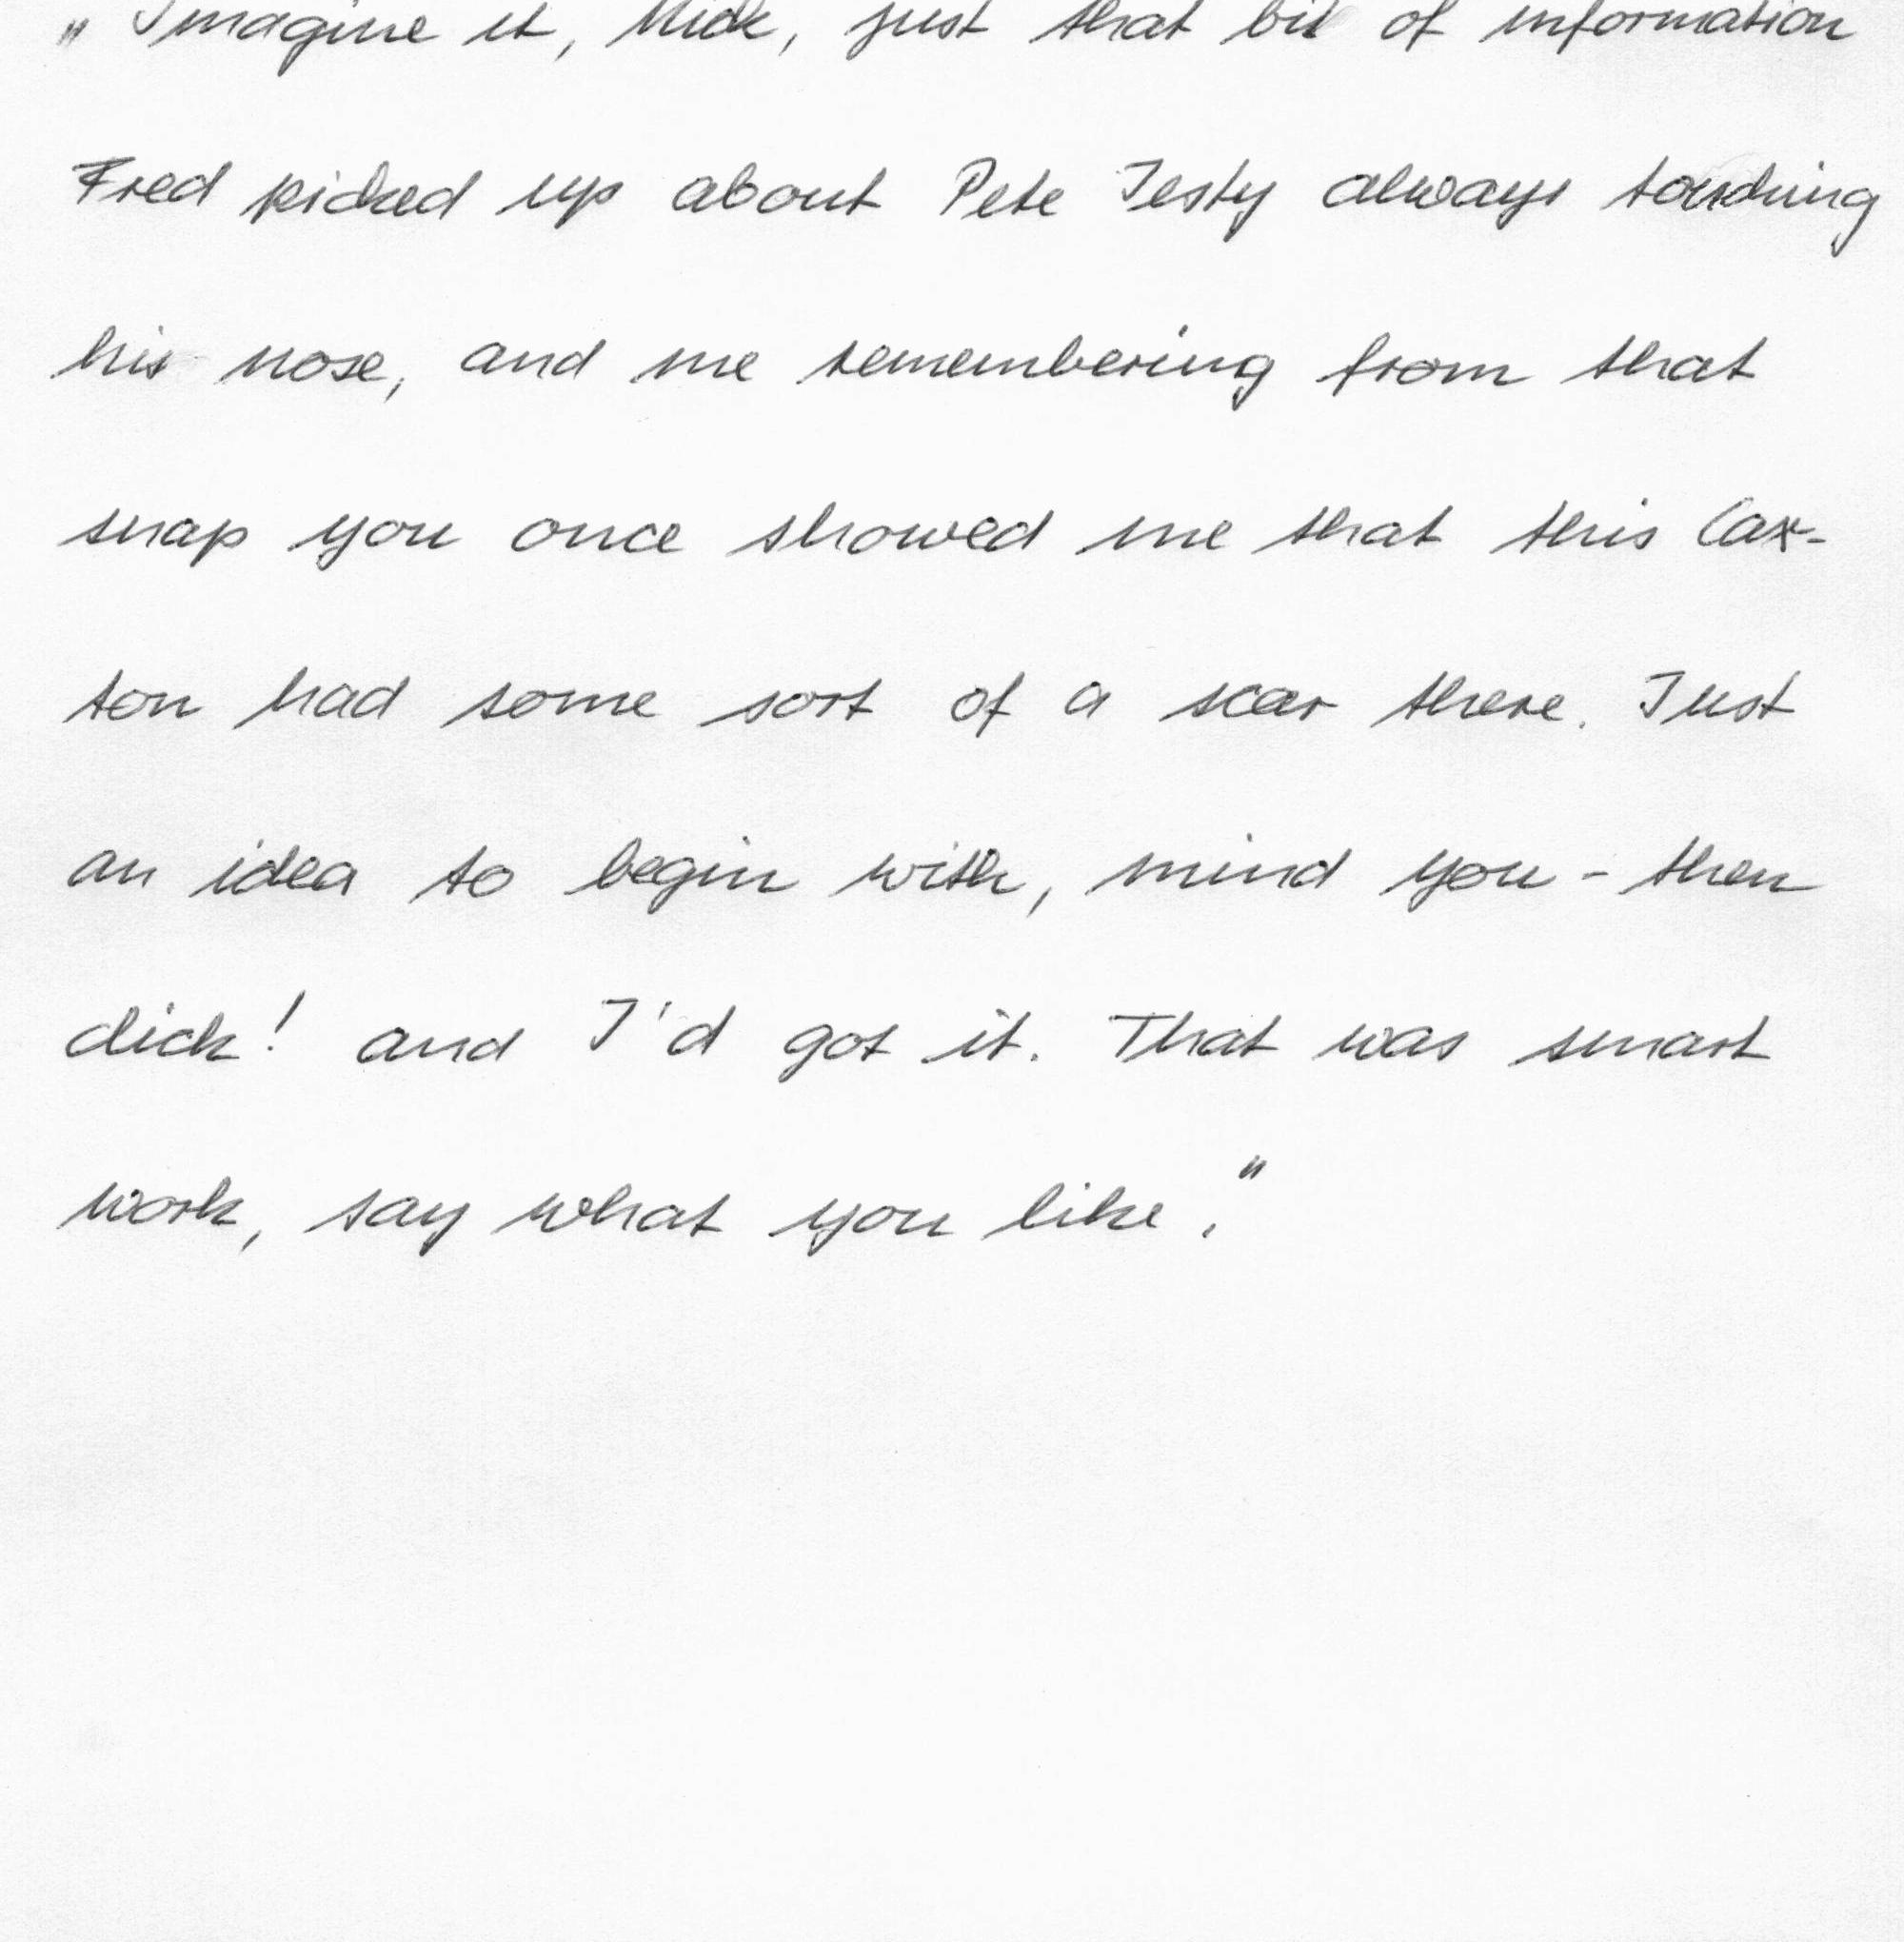 „Imagine it, Mick, just that bit of information
Fred picked up about Pete Testy always touching
his nose, and me remembering from that
snap you once showed me that this Cax-
ton had some sort of a scar there. Just
an idea to begin with, mind you - then
click! and I'd got it. That was smart
work, say what you like."